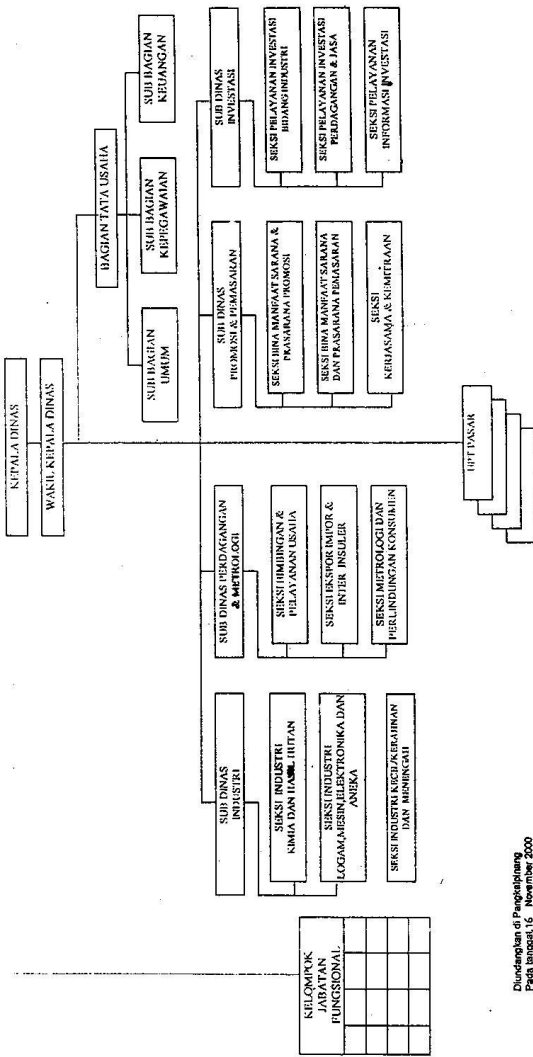 KEPALA DINAS
WAKIL KEPALA DINAS
BAGIAN TATA USAHA
SUB BAGIAN
UMUM
SUB BAGIAN
KEPEGAWAIAN
SUB BAGIAN
KEUANGAN
KELOMPOK
JABATAN
FUNGSIONAL
SUB DINAS
INDUSTRI
SEKSI INDUSTRI
KIMIA DAN HASIL HUTAN
SEKSI INDUSTRI
LOGAM,MESIN,ELEKTRONIKA DAN
ANEKA
SEKSI INDUSTRI KECIL/KERAJINAN
DAN MENENGAH
SUB DINAS PERDAGANGAN
& METROLOGI
SEKSI BIMBINGAN &
PELAYANAN USAHA
SEKSI EKSPOR IMPOR &
INTER INSULER
SEKSI METROLOGI DAN
PERLINDUNGAN KONSUMEN
SUB DINAS
PROMOSI & PEMASARAN
SEKSI BINA MANFAAT SARANA &
PRASARANA PROMOSI
SEKSI BINA MANFAAT SARANA
DAN PRASARANA PEMASARAN
SEKSI
KERJASAMA & KEMITRAAN
SUB DINAS
INVESTASI
SEKSI PELAYANAN INVESTASI
BIDANG INDUSTRI
SEKSI PELAYANAN INVESTASI
PERDAGANGAN & JASA
SEKSI PELAYANAN
INFORMASI INVESTASI
UPT PASAR
Diundangkan di Pangkalpinang
Pada tanggal,16 November 2000